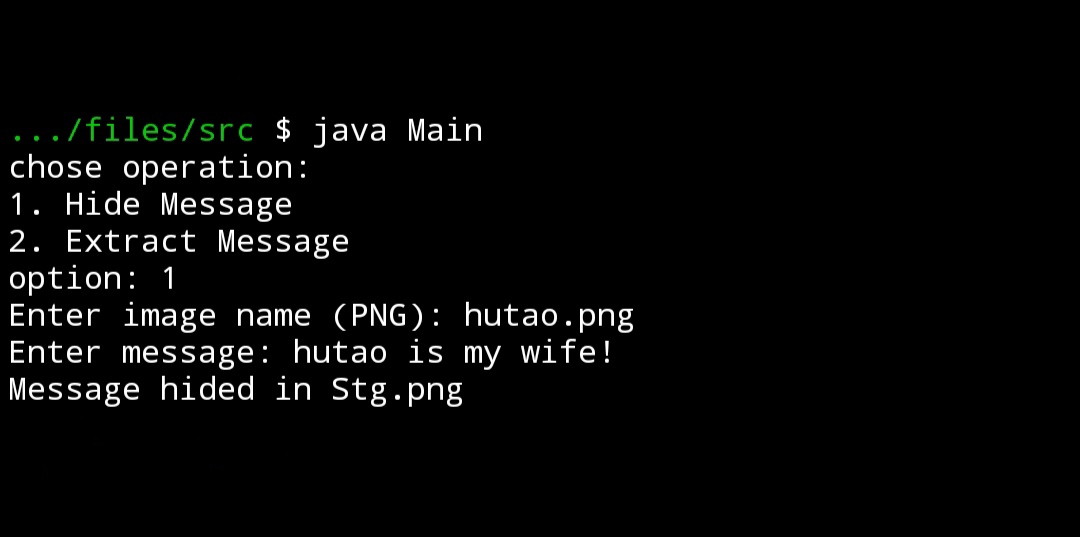 .../files/src $ java Main
chose operation:
1. Hide Message
2. Extract Message
option: 1
Enter image name (PNG): hutao.png
Enter message: hutao is my wife!
Message hided in Stg.png